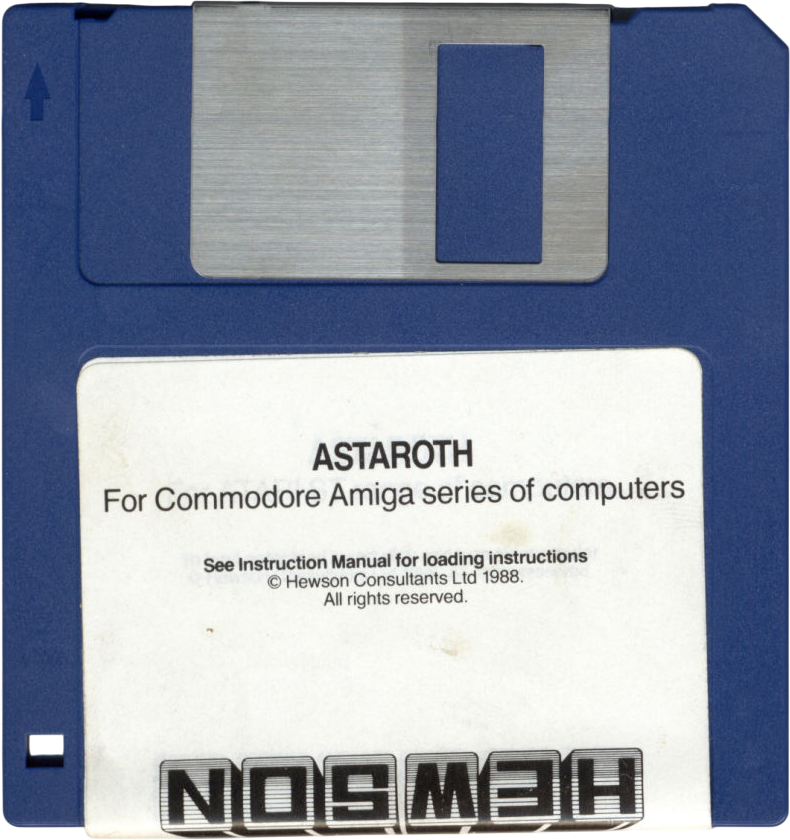 ASTAROTH
For Commodore Amiga series of computers
See Instruction Manual for loading instructions
© Hewson Consultants Ltd 1988.
All rights reserved.
HEWSON